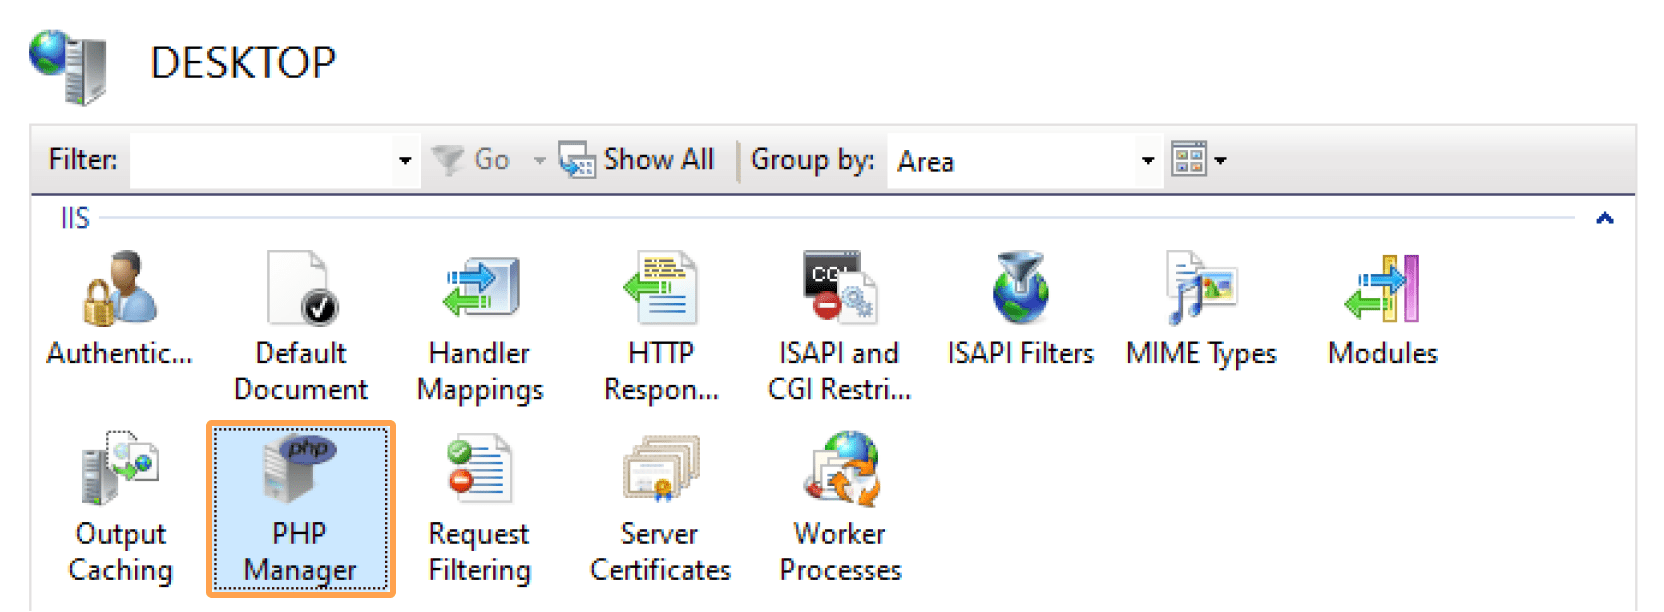 DESKTOP
Filter: Go Show All Group by: Area
IIS
CGI
Authentic... Default Handler HTTP ISAPI and ISAPI Filters MIME Types Modules
Document Mappings Respon... CGI Restri...
php
Output PHP Request Server Worker
Caching Manager Filtering Certificates Processes